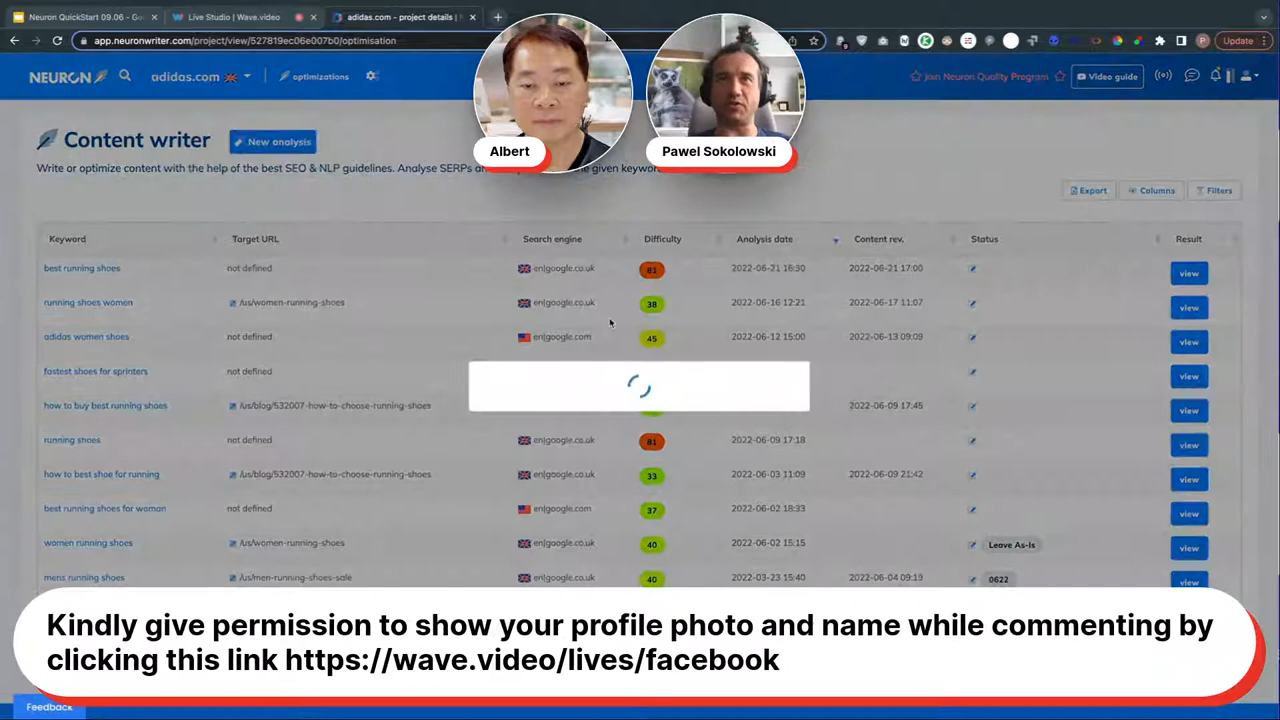 Neuron QuickStart 09.06 - Go
Live Studio | Wave.video
adidas.com - project details |
app.neuronwriter.com/project/view/527819ec06e007b0/optimisation
Update
NEURON
adidas.com
optimizations
Join Neuron Quality Program
Video guide
Albert
Pawel Sokolowski
Content writer
New analysis
Write or optimize content with the help of the best SEO & NLP guidelines. Analyse SERPs an
he given keywor
Export
Columns
Filters
Keyword Target URL Search engine Difficulty Analysis date Content rev. Status Result
best running shoes not defined en|google.co.uk 81 2022-06-21 16:30 2022-06-21 17:00 view
running shoes women /us/women-running-shoes en|google.co.uk 38 2022-06-16 12:21 2022-06-17 11:07 view
adidas women shoes not defined en|google.com 45 2022-06-12 15:00 2022-06-13 09:09 view
fastest shoes for sprinters not defined view
how to buy best running shoes /us/blog/532007-how-to-choose-running-shoes 2022-06-09 17:45 view
running shoes not defined en|google.co.uk 81 2022-06-09 17:18 view
how to best shoe for running /us/blog/532007-how-to-choose-running-shoes en|google.co.uk 33 2022-06-03 11:09 2022-06-09 21:42 view
best running shoes for woman not defined en|google.com 37 2022-06-02 18:33 view
women running shoes /us/women-running-shoes en|google.co.uk 40 2022-06-02 15:15 Leave As-Is view
mens running shoes /us/men-running-shoes-sale en|google.co.uk 40 2022-03-23 15:40 2022-06-04 09:19 0622 view
Kindly give permission to show your profile photo and name while commenting by
clicking this link https://wave.video/lives/facebook
Feedback